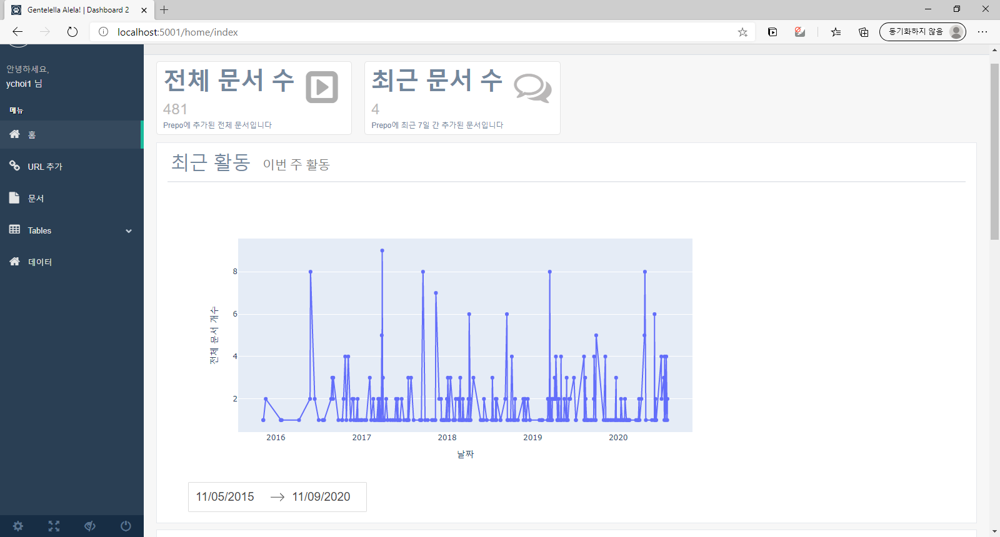 Gentelella Alela! | Dashboard 2
localhost:5001/home/index
동기화하지 않음
안녕하세요,
ychoi1 님
메뉴
홈
URL 추가
문서
Tables
데이터
전체 문서 수
481
Prepo에 추가된 전체 문서입니다
최근 문서 수
4
Prepo에 최근 7일 간 추가된 문서입니다
최근 활동 이번 주 활동
전체 문서 개수
8
6
4
2
2016 2017 2018 2019 2020
날짜
11/05/2015 → 11/09/2020